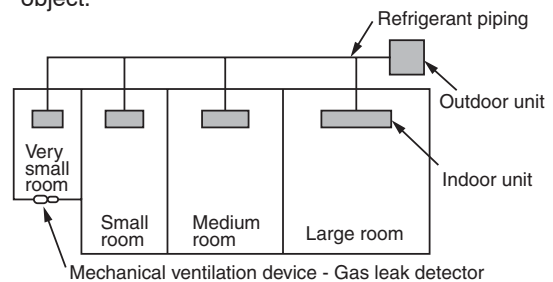 object.
Refrigerant piping
Outdoor unit
Indoor unit
Very
small
room
Small
room
Medium
room
Large room
Mechanical ventilation device - Gas leak detector